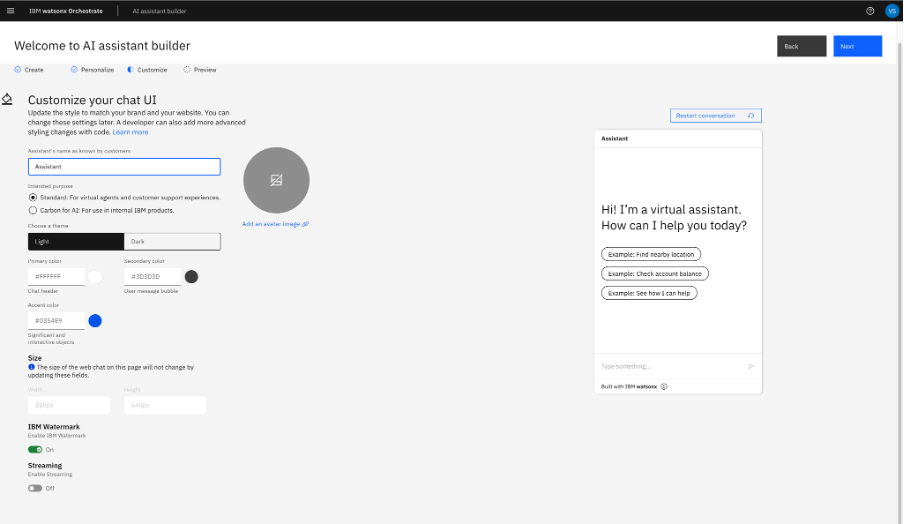 IBM watsonx Orchestrate
AI assistant builder
VS
Welcome to AI assistant builder
Back
Next
Create
Personalize
Customize
Preview
Customize your chat UI
Update the style to match your brand and your website. You can
change these settings later. A developer can also add more advanced
styling changes with code. Learn more
Assistant's name as known by customers
Assistant
Intended purpose
Standard: For virtual agents and customer support experiences.
Carbon for AI: For use in internal IBM products.
Choose a theme
Light
Dark
Primary color
Secondary color
#FFFFFF
#3D3D3D
Chat header
User message bubble
Accent color
#0354E9
Significant and
interactive objects
Size
The size of the web chat on this page will not change by
updating these fields.
Width
Height
380px
640px
IBM Watermark
Enable IBM Watermark
On
Streaming
Enable Streaming
Off
Add an avatar image
Restart conversation
Assistant
Hi! I'm a virtual assistant.
How can I help you today?
Example: Find nearby location
Example: Check account balance
Example: See how I can help
Type something...
Built with IBM watsonx